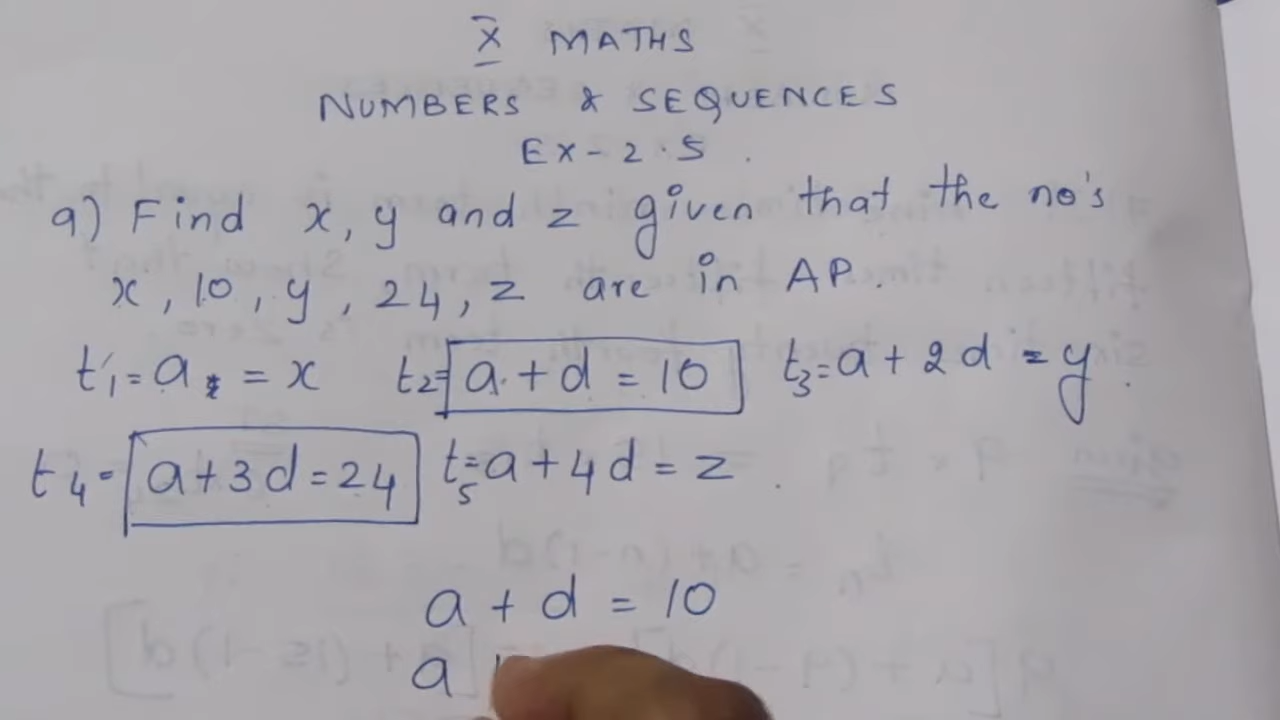 X MATHS
NUMBERS & SEQUENCES
EX-2.5.
9) Find x, y and z given that the no's
x, 10, y, 24, z are in AP.
t1 = a = x t2 = a + d = 10 t3 = a + 2d = y.
t4 = a + 3d = 24 t5 = a + 4d = z.
a + d = 10
a